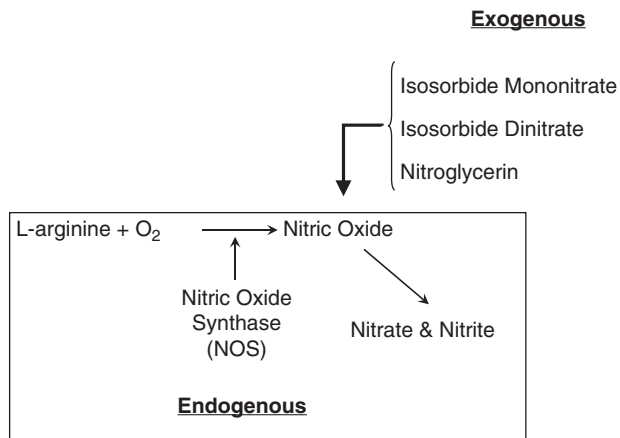 Exogenous
Isosorbide Mononitrate
Isosorbide Dinitrate
Nitroglycerin
L-arginine + O₂
Nitric Oxide
Nitric Oxide
Synthase
(NOS)
Nitrate & Nitrite
Endogenous